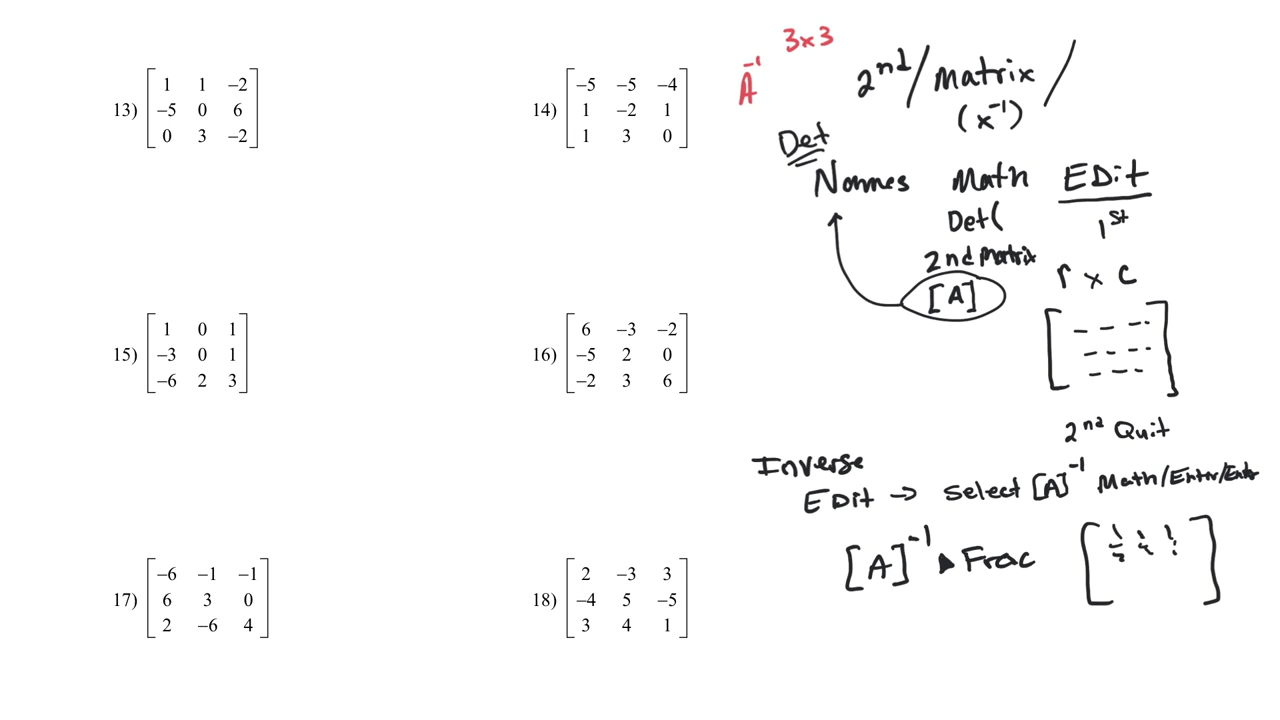 13) [ 1 1 −2
−5 0 6
0 3 −2 ]
14) [ −5 −5 −4
1 −2 1
1 3 0 ]
15) [ 1 0 1
−3 0 1
−6 2 3 ]
16) [ 6 −3 −2
−5 2 0
−2 3 6 ]
17) [ −6 −1 −1
6 3 0
2 −6 4 ]
18) [ 2 −3 3
−4 5 −5
3 4 1 ]
A⁻¹ 3x3
2nd / Matrix /
(x⁻¹)
Det
Names Math EDit
Det( 1st
2nd Matrix
[A] r x c
2nd Quit
Inverse
EDit → Select [A]⁻¹ Math/Enter/Entr
[A]⁻¹ ▶ Frac